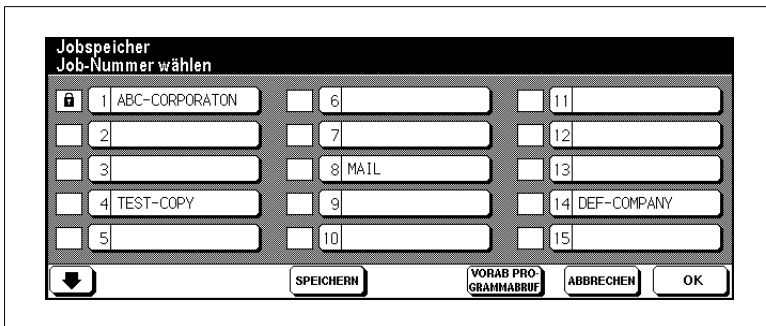 Jobspeicher
Job-Nummer wählen
1 ABC-CORPORATON
6
11
2
7
12
3
8 MAIL
13
4 TEST-COPY
9
14 DEF-COMPANY
5
10
15
SPEICHERN
VORAB PRO-
GRAMMABRUF
ABBRECHEN
OK